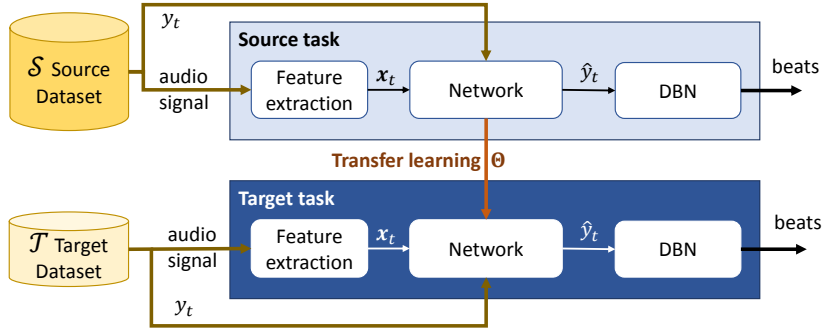 y_t
Source task
𝒮 Source
Dataset
audio
signal
Feature
extraction
x_t
Network
ŷ_t
DBN
beats
Transfer learning Θ
Target task
𝒯 Target
Dataset
audio
signal
Feature
extraction
x_t
Network
ŷ_t
DBN
beats
y_t